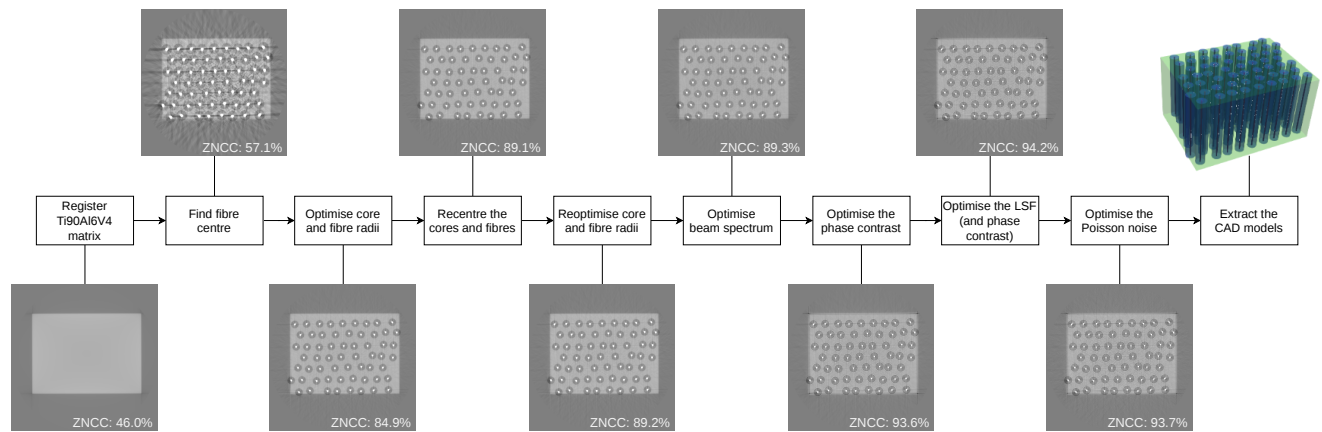 ZNCC: 57.1%
ZNCC: 89.1%
ZNCC: 89.3%
ZNCC: 94.2%
Register
Ti90Al6V4
matrix
Find fibre
centre
Optimise core
and fibre radii
Recentre the
cores and fibres
Reoptimise core
and fibre radii
Optimise
beam spectrum
Optimise the
phase contrast
Optimise the LSF
(and phase
contrast)
Optimise the
Poisson noise
Extract the
CAD models
ZNCC: 46.0%
ZNCC: 84.9%
ZNCC: 89.2%
ZNCC: 93.6%
ZNCC: 93.7%